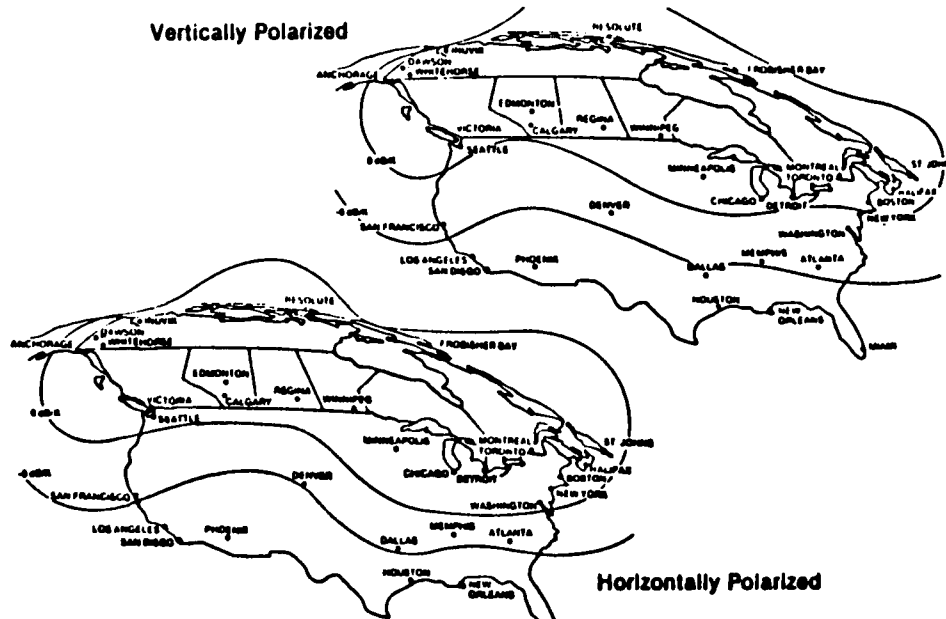 Vertically Polarized
RESOLUTE
DAWSON
WHITEHORSE
ANCHORAGE
FROBISHER BAY
EDMONTON
REGINA
WINNIPEG
CALGARY
VICTORIA
SEATTLE
MONTREAL
TORONTO
ST JOHNS
MINNEAPOLIS
HALIFAX
CHICAGO
DETROIT
BOSTON
NEW YORK
DENVER
SAN FRANCISCO
WASHINGTON
LOS ANGELES
SAN DIEGO
PHOENIX
MEMPHIS
ATLANTA
DALLAS
HOUSTON
NEW
ORLEANS
MIAMI
RESOLUTE
DAWSON
WHITEHORSE
ANCHORAGE
FROBISHER BAY
EDMONTON
REGINA
WINNIPEG
CALGARY
VICTORIA
SEATTLE
MINNEAPOLIS
MONTREAL
TORONTO
ST JOHNS
HALIFAX
CHICAGO
DETROIT
BOSTON
NEW YORK
DENVER
SAN FRANCISCO
WASHINGTON
LOS ANGELES
SAN DIEGO
PHOENIX
MEMPHIS
ATLANTA
DALLAS
HOUSTON
NEW
ORLEANS
Horizontally Polarized